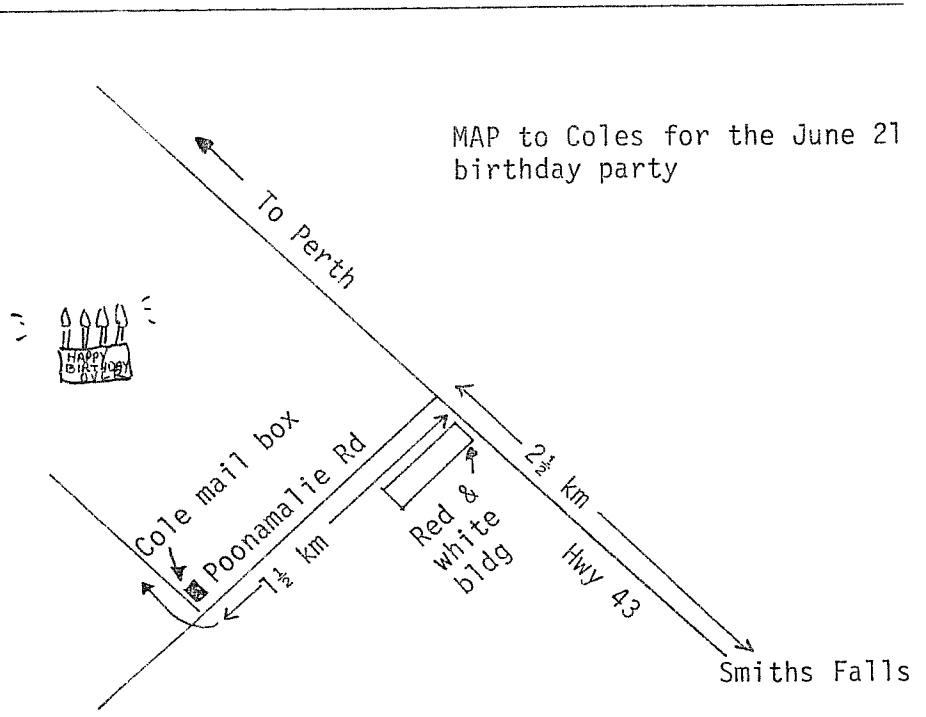 MAP to Coles for the June 21
birthday party
To Perth
HAPPY
BIRTHDAY
Cole mail box
Poonamalie Rd
1½ km
Red &
white
bldg
2½ km
Hwy 43
Smiths Falls